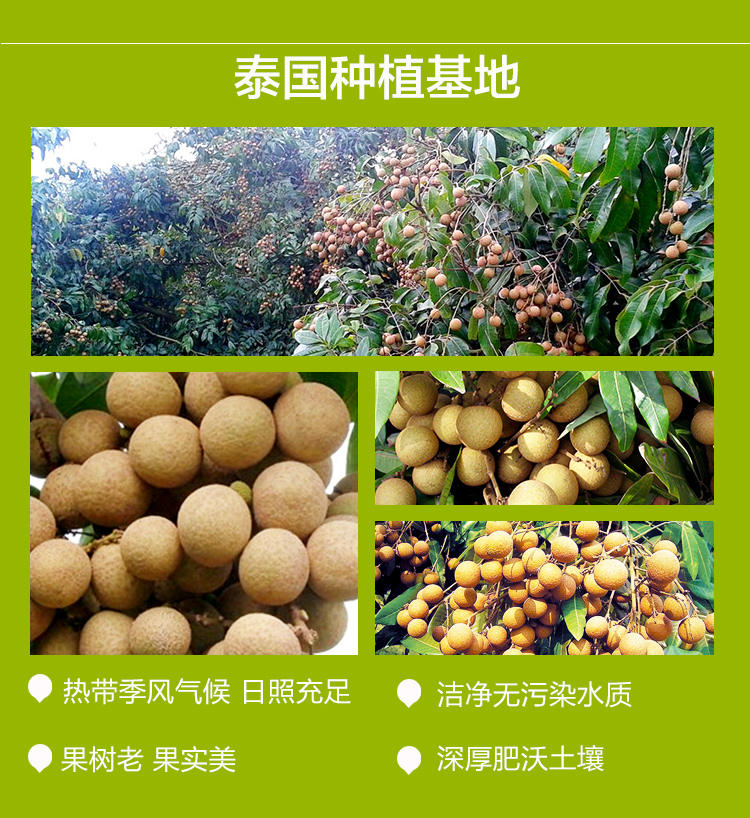 泰国种植基地
热带季风气候 日照充足
洁净无污染水质
果树老 果实美
深厚肥沃土壤